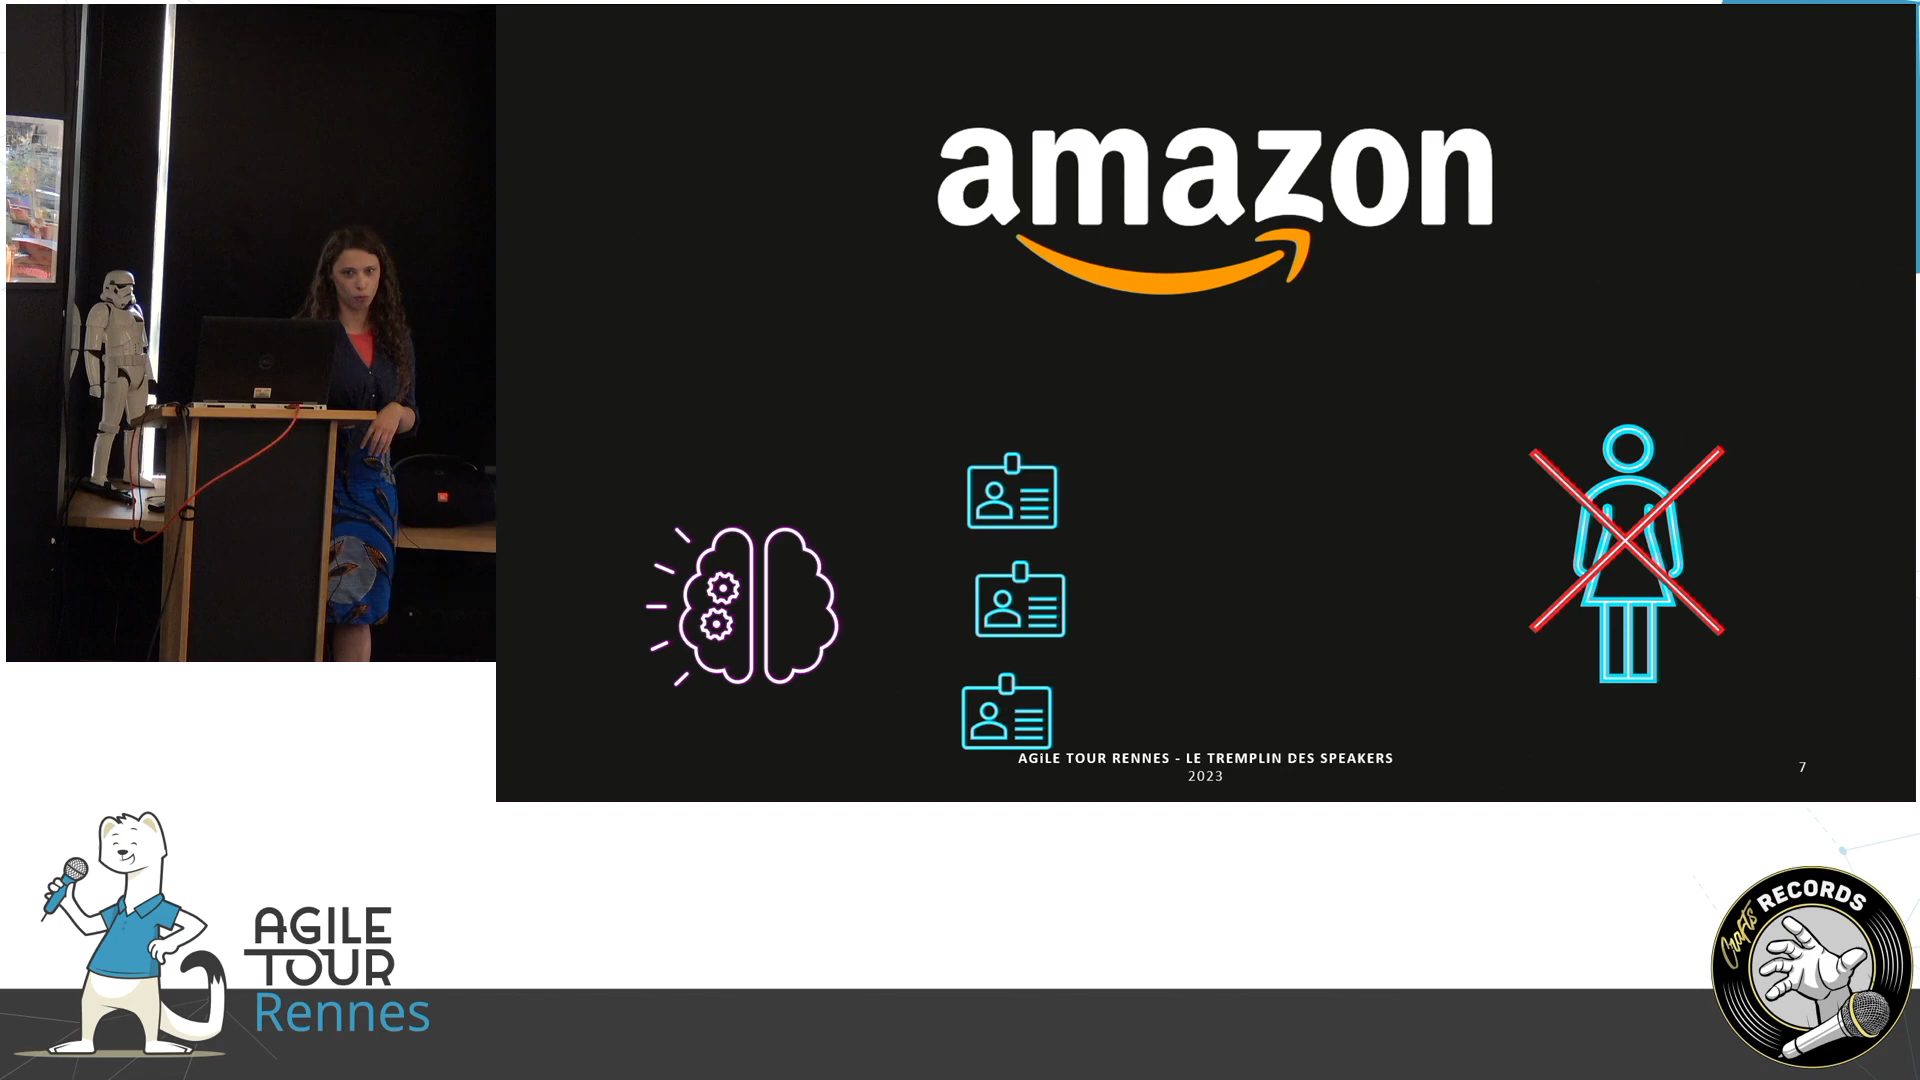 amazon
AGiLE TOUR RENNES - LE TREMPLIN DES SPEAKERS
2023
7
AGILE
TOUR
Rennes
Crafts
RECORDS